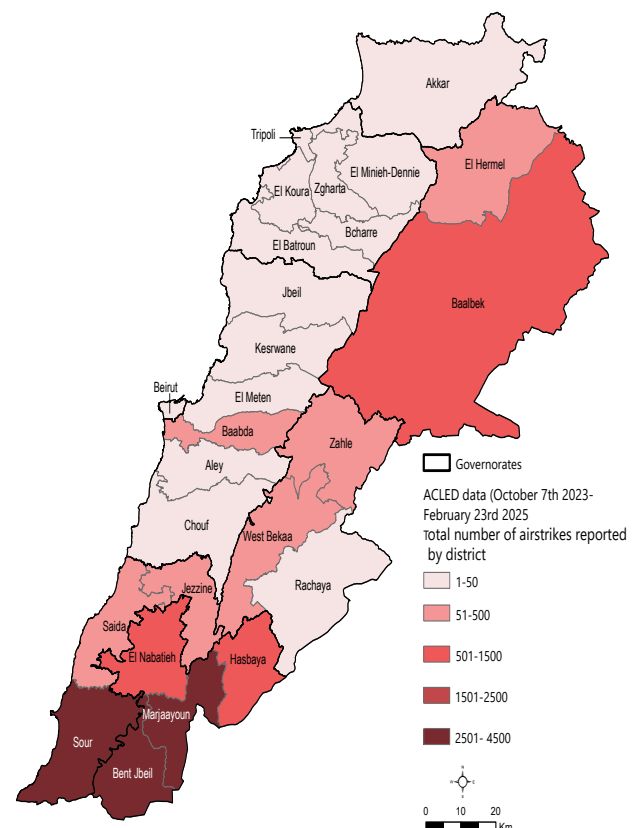 Akkar
Tripoli
El Hermel
El Minieh-Dennie
El Koura
Zgharta
Bcharre
El Batroun
Jbeil
Baalbek
Kesrwane
Beirut
El Meten
Baabda
Zahle
Aley
Governorates
ACLED data (October 7th 2023-
February 23rd 2025
Total number of airstrikes reported
by district
Chouf
West Bekaa
Rachaya
1-50
Jezzine
51-500
Saida
El Nabatieh
Hasbaya
501-1500
1501-2500
Marjaayoun
Sour
2501- 4500
Bent Jbeil
N
W
E
S
0 10 20
Km